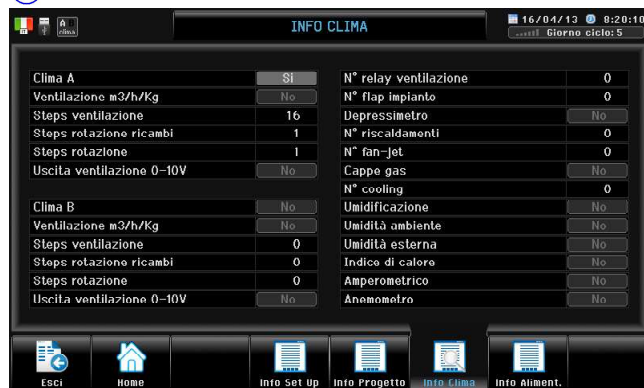 A clima
INFO CLIMA
16/04/13 8:20:10
Giorno ciclo: 5
Clima A Si
Ventilazione m3/h/Kg No
Steps ventilazione 16
Steps rotazione ricambi 1
Steps rotazione 1
Uscita ventilazione 0-10V No
Clima B No
Ventilazione m3/h/Kg No
Steps ventilazione 0
Steps rotazione ricambi 0
Steps rotazione 0
Uscita ventilazione 0-10V No
N° relay ventilazione 0
N° flap impianto 0
Depressimetro No
N° riscaldamenti 0
N° fan-jet 0
Cappe gas No
N° cooling 0
Umidificazione No
Umidità ambiente No
Umidità esterna No
Indice di calore No
Amperometrico No
Anemometro No
Esci
Home
Info Set Up
Info Progetto
Info Clima
Info Aliment.